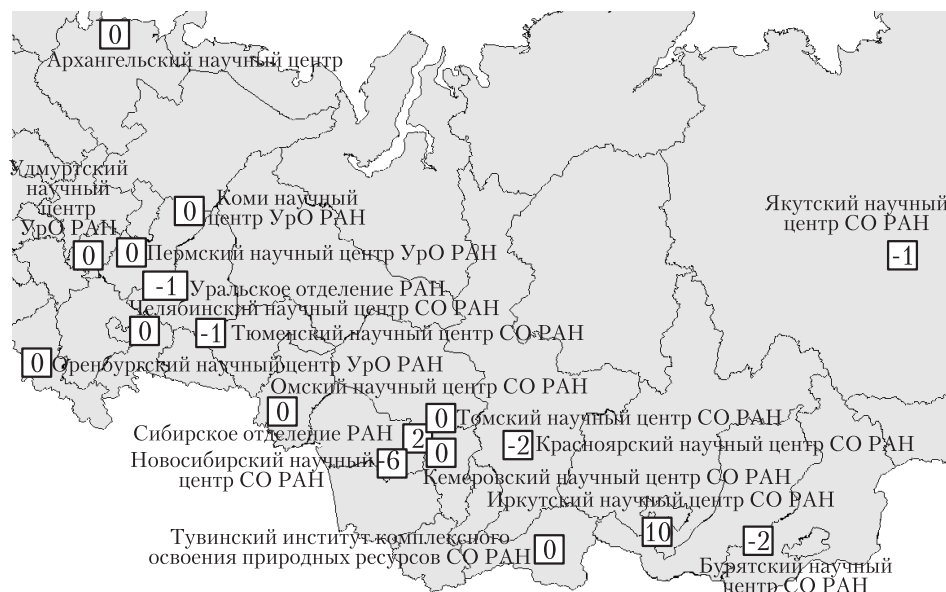 0
Архангельский научный центр
Удмуртский
научный
центр
УрО РАН
0
0
Коми научный
центр УрО РАН
Якутский научный
центр СО РАН
-1
0
Пермский научный центр УрО РАН
-1
Уральское отделение РАН
Челябинский научный центр СО РАН
0
-1
Тюменский научный центр СО РАН
0
Оренбургский научный центр УрО РАН
Омский научный центр СО РАН
0
0
Томский научный центр СО РАН
Сибирское отделение РАН
2
-2
Красноярский научный центр СО РАН
Новосибирский научный
центр СО РАН
-6
0
Кемеровский научный центр СО РАН
Иркутский научный центр СО РАН
10
Тувинский институт комплексного
освоения природных ресурсов СО РАН
0
-2
Бурятский научный
центр СО РАН